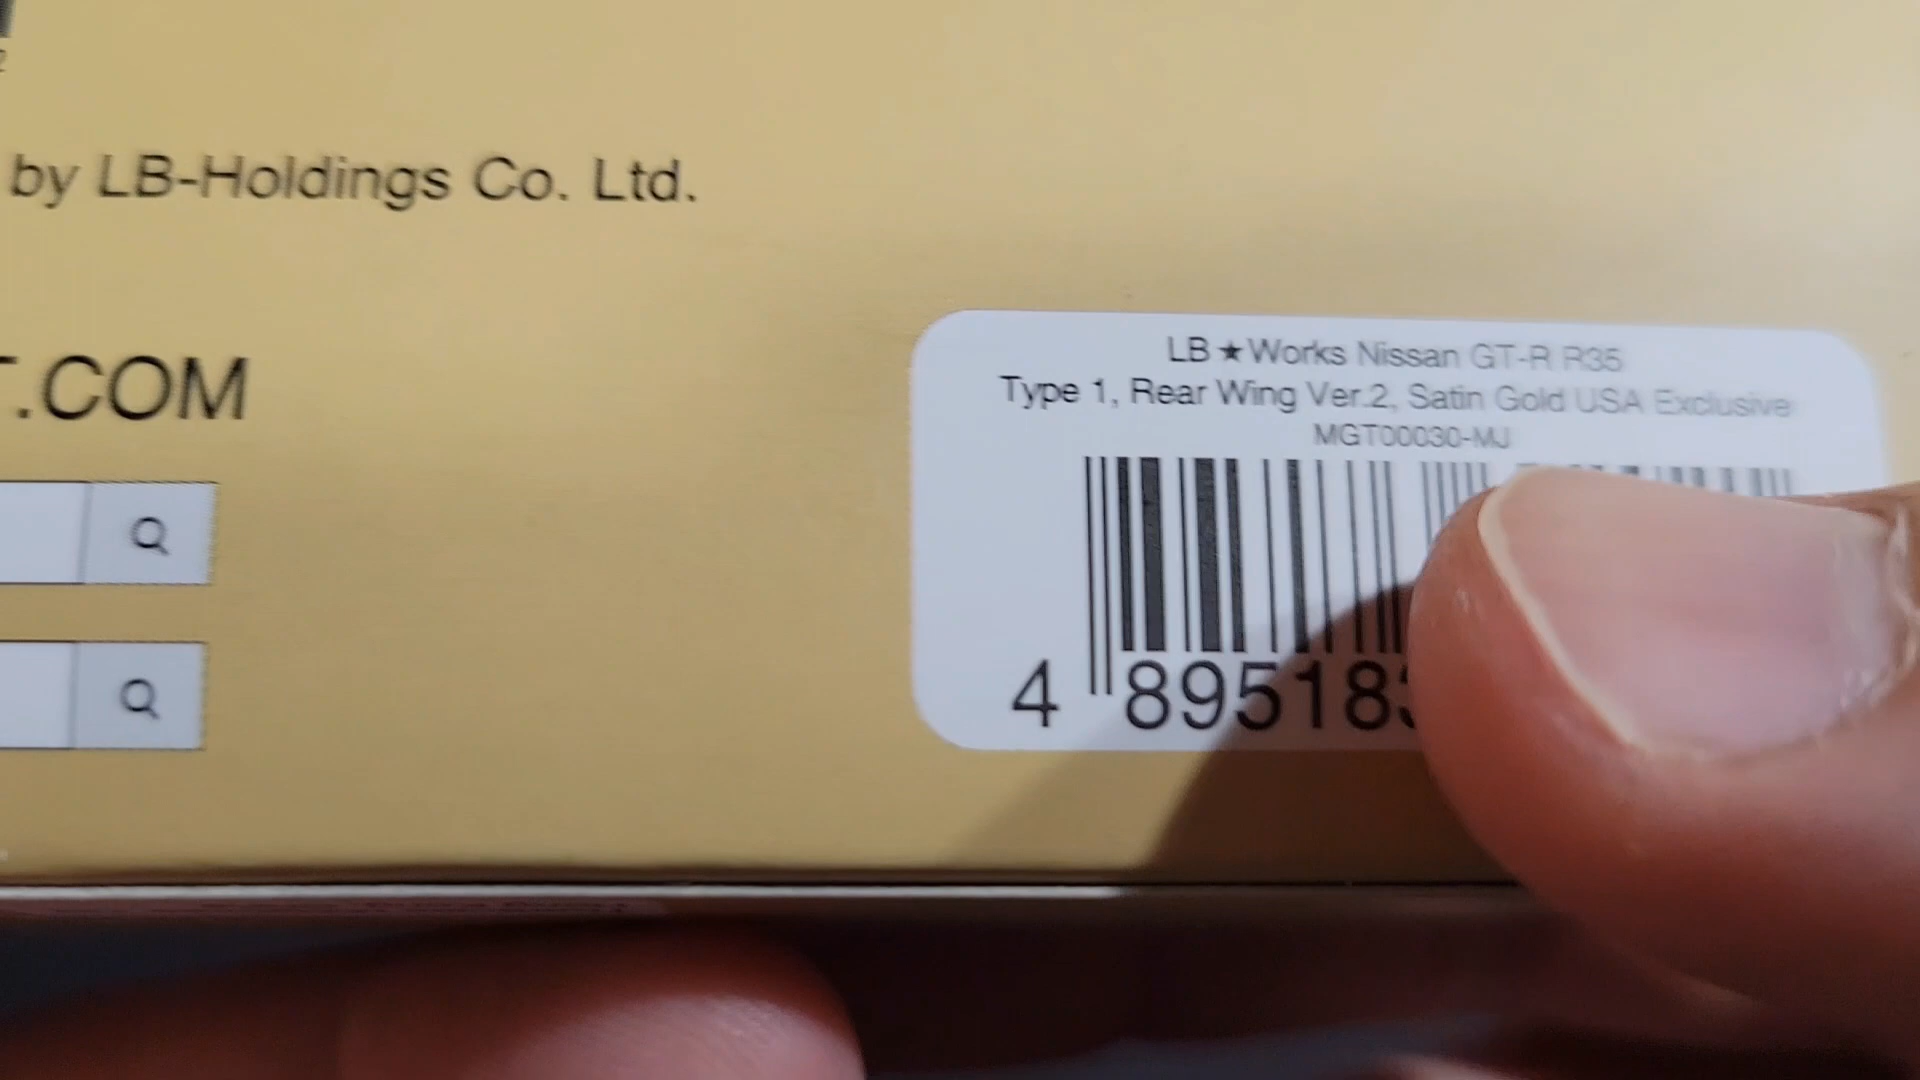 by LB-Holdings Co. Ltd.
.COM
LB★Works Nissan GT-R R35
Type 1, Rear Wing Ver.2, Satin Gold USA Exclusive
MGT00030-MJ
4 895183